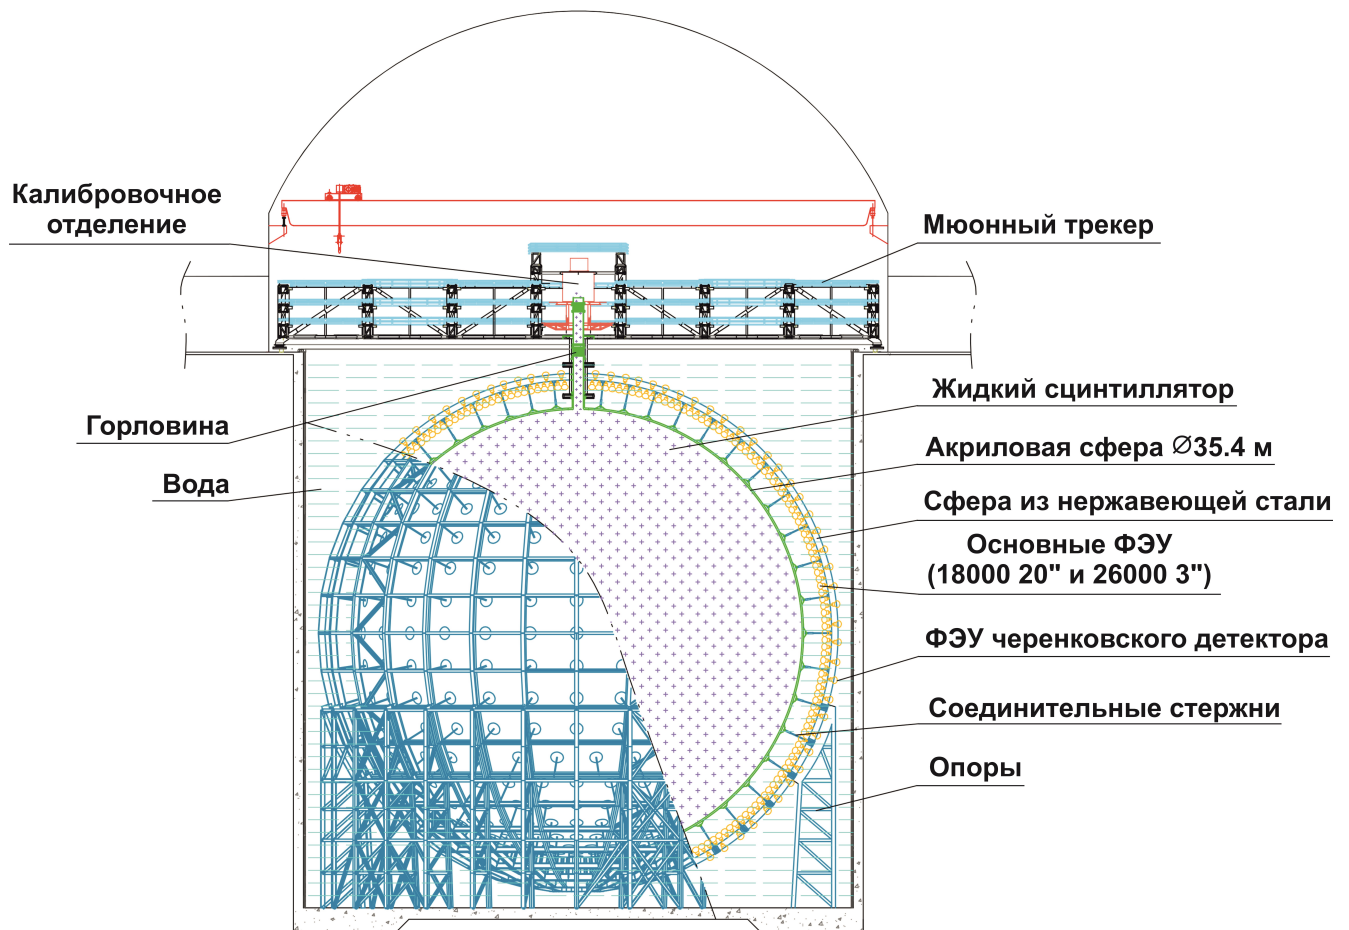 Калибровочное
отделение
Мюонный трекер
Горловина
Вода
Жидкий сцинтиллятор
Акриловая сфера ∅35.4 м
Сфера из нержавеющей стали
Основные ФЭУ
(18000 20" и 26000 3")
ФЭУ черенковского детектора
Соединительные стержни
Опоры